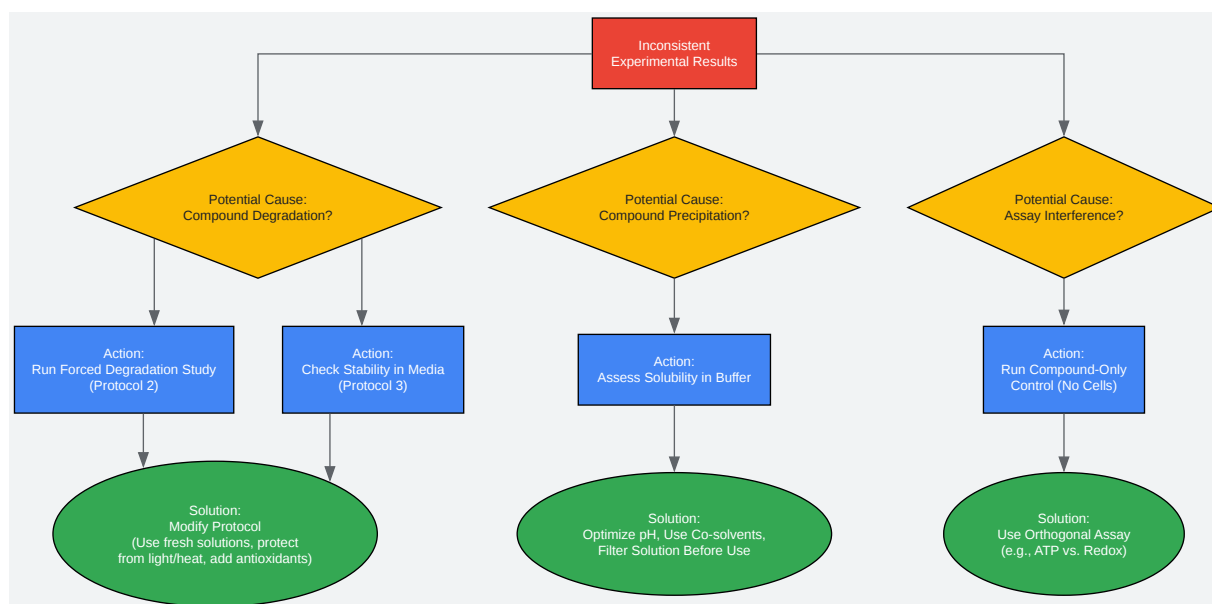 Inconsistent
Experimental Results
Potential Cause:
Compound Degradation?
Potential Cause:
Compound Precipitation?
Potential Cause:
Assay Interference?
Action:
Run Forced Degradation Study
(Protocol 2)
Action:
Check Stability in Media
(Protocol 3)
Action:
Assess Solubility in Buffer
Action:
Run Compound-Only
Control (No Cells)
Solution:
Modify Protocol
(Use fresh solutions, protect
from light/heat, add antioxidants)
Solution:
Optimize pH, Use Co-solvents,
Filter Solution Before Use
Solution:
Use Orthogonal Assay
(e.g., ATP vs. Redox)